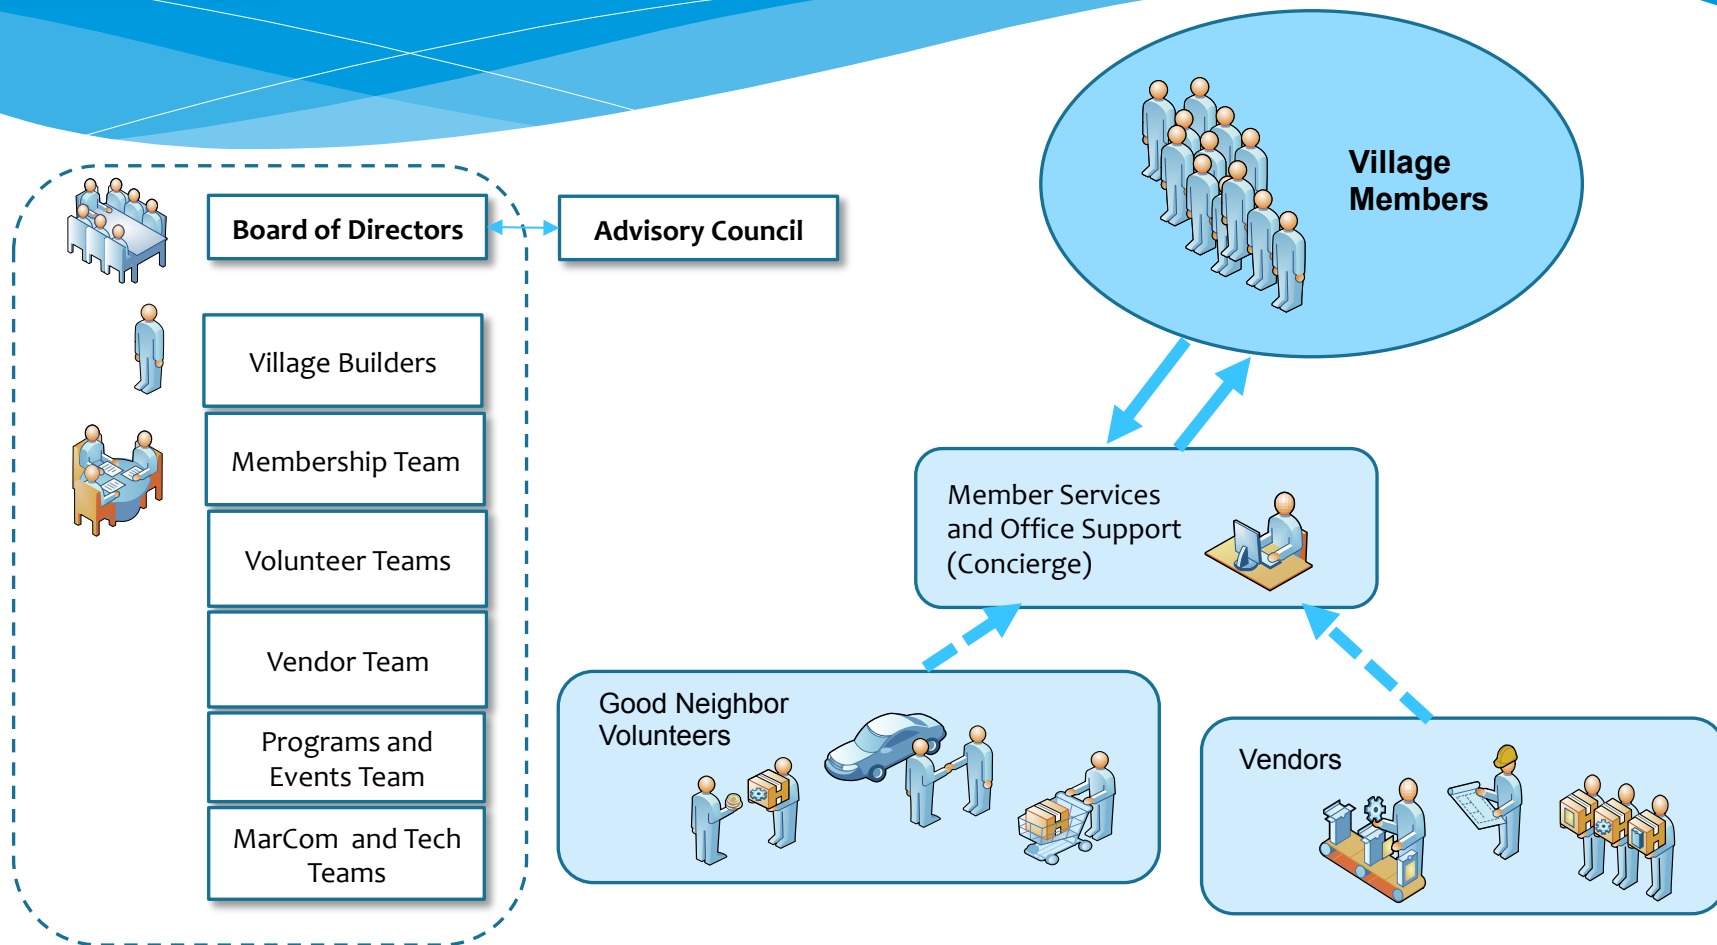 Board of Directors
Advisory Council
Village Builders
Membership Team
Volunteer Teams
Vendor Team
Programs and
Events Team
MarCom and Tech
Teams
Village
Members
Member Services
and Office Support
(Concierge)
Good Neighbor
Volunteers
Vendors